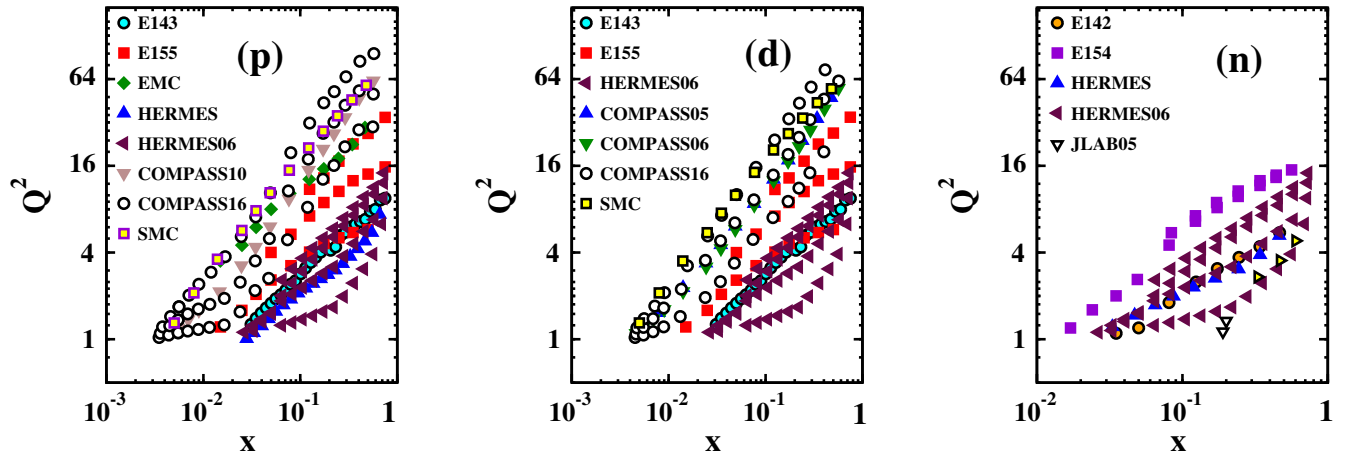 (p)
E143
E155
EMC
HERMES
HERMES06
COMPASS10
COMPASS16
SMC
64
16
4
1
Q²
10⁻³ 10⁻² 10⁻¹ 1
x
(d)
E143
E155
HERMES06
COMPASS05
COMPASS06
COMPASS16
SMC
64
16
4
1
Q²
10⁻³ 10⁻² 10⁻¹ 1
x
(n)
E142
E154
HERMES
HERMES06
JLAB05
64
16
4
1
Q²
10⁻² 10⁻¹ 1
x